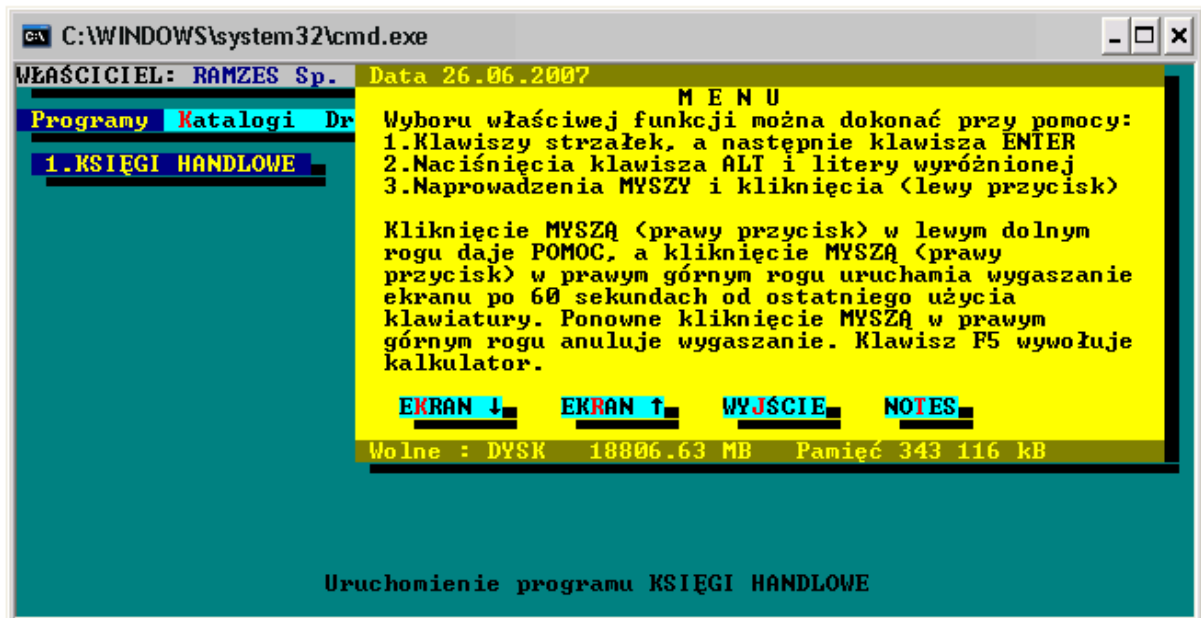 C:\WINDOWS\system32\cmd.exe
WŁAŚCICIEL: RAMZES Sp.
Data 26.06.2007
M E N U
Programy Katalogi Dr
1.KSIĘGI HANDLOWE
Wyboru właściwej funkcji można dokonać przy pomocy:
1.Klawiszy strzałek, a następnie klawisza ENTER
2.Naciśnięcia klawisza ALT i litery wyróżnionej
3.Naprowadzenia MYSZY i kliknięcia (lewy przycisk)
Kliknięcie MYSZĄ (prawy przycisk) w lewym dolnym
rogu daje POMOC, a kliknięcie MYSZĄ (prawy
przycisk) w prawym górnym rogu uruchamia wygaszanie
ekranu po 60 sekundach od ostatniego użycia
klawiatury. Ponowne kliknięcie MYSZĄ w prawym
górnym rogu anuluje wygaszanie. Klawisz F5 wywołuje
kalkulator.
EKRAN ↓ EKRAN ↑ WYJŚCIE NOTES
Wolne : DYSK 18806.63 MB Pamięć 343 116 kB
Uruchomienie programu KSIĘGI HANDLOWE